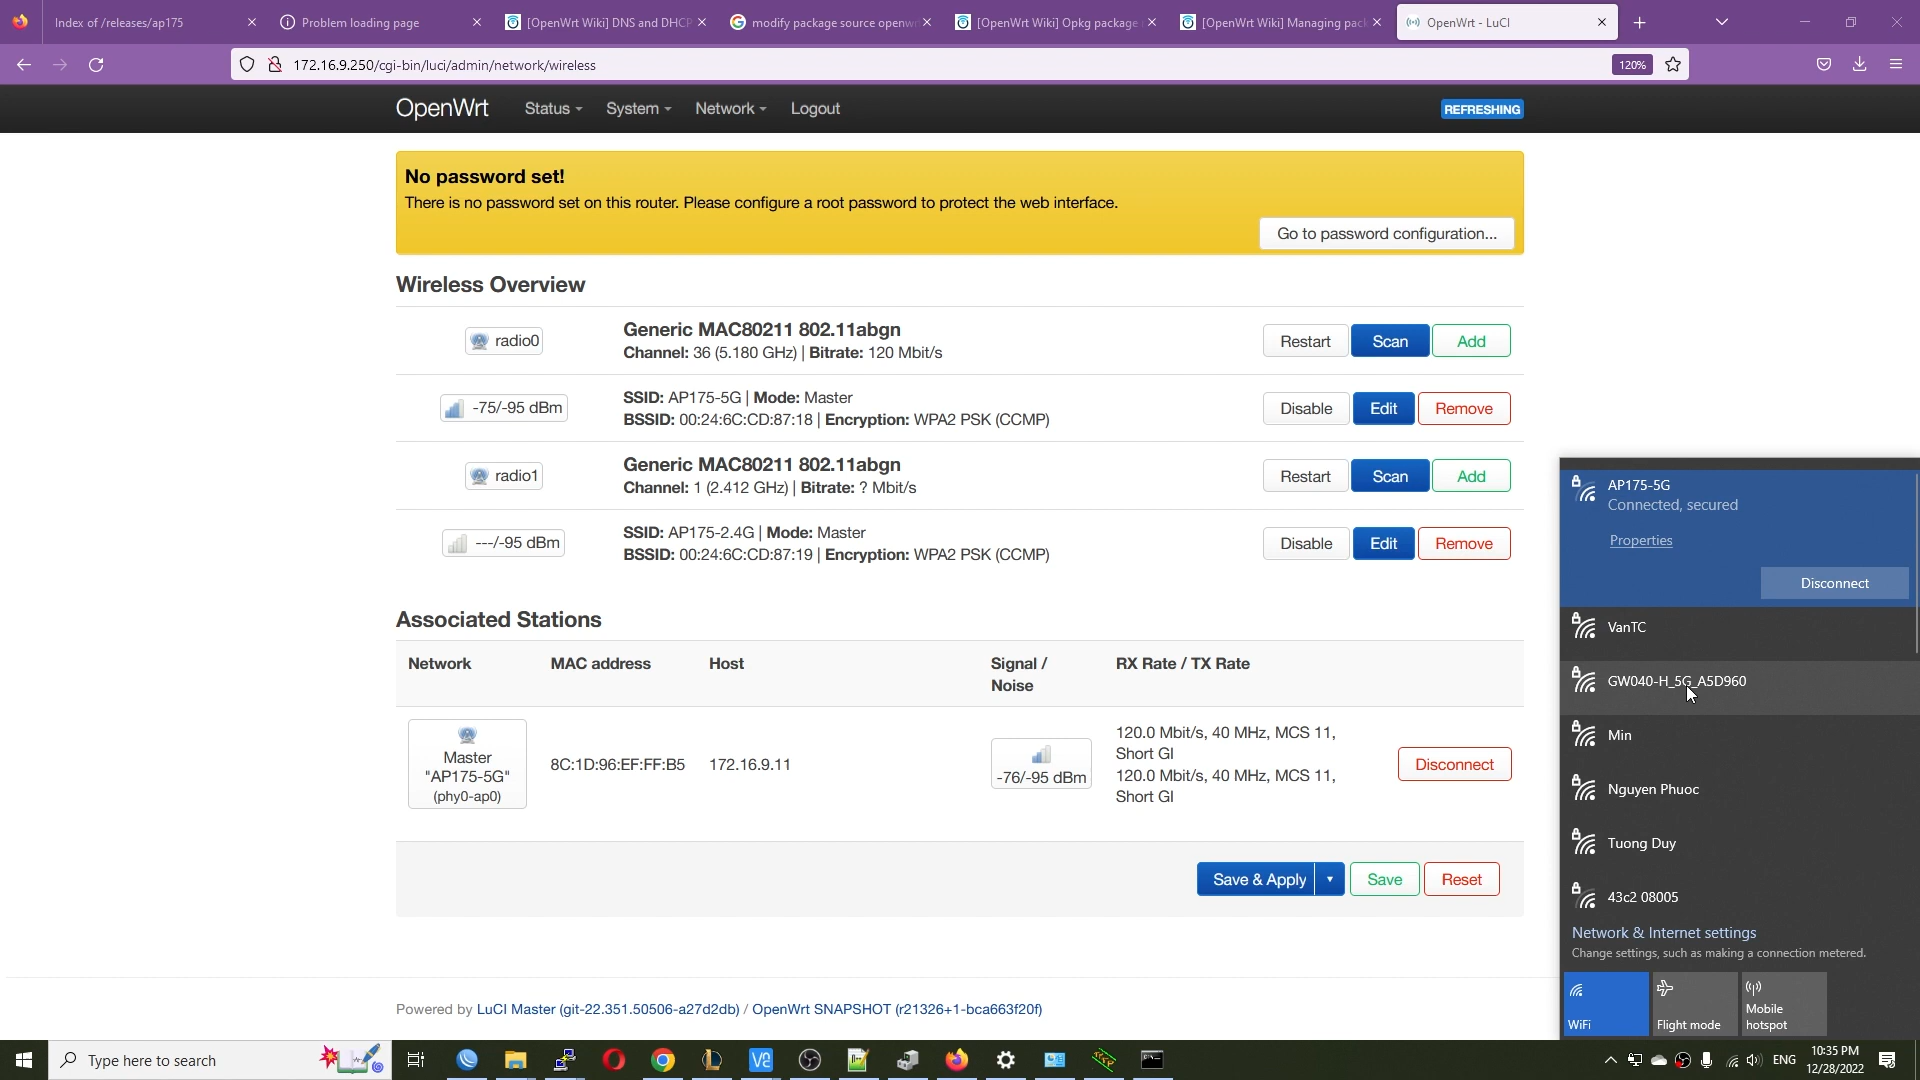 Index of /releases/ap175
Problem loading page
[OpenWrt Wiki] DNS and DHCP
modify package source openw
[OpenWrt Wiki] Opkg package
[OpenWrt Wiki] Managing pac
OpenWrt - LuCI
172.16.9.250/cgi-bin/luci/admin/network/wireless
120%
OpenWrt
Status
System
Network
Logout
REFRESHING
No password set!
There is no password set on this router. Please configure a root password to protect the web interface.
Go to password configuration...
Wireless Overview
radio0
Generic MAC80211 802.11abgn
Channel: 36 (5.180 GHz) | Bitrate: 120 Mbit/s
Restart Scan Add
-75/-95 dBm
SSID: AP175-5G | Mode: Master
BSSID: 00:24:6C:CD:87:18 | Encryption: WPA2 PSK (CCMP)
Disable Edit Remove
radio1
Generic MAC80211 802.11abgn
Channel: 1 (2.412 GHz) | Bitrate: ? Mbit/s
Restart Scan Add
---/-95 dBm
SSID: AP175-2.4G | Mode: Master
BSSID: 00:24:6C:CD:87:19 | Encryption: WPA2 PSK (CCMP)
Disable Edit Remove
Associated Stations
Network MAC address Host Signal / Noise RX Rate / TX Rate
Master
"AP175-5G"
(phy0-ap0)
8C:1D:96:EF:FF:B5
172.16.9.11
-76/-95 dBm
120.0 Mbit/s, 40 MHz, MCS 11,
Short GI
120.0 Mbit/s, 40 MHz, MCS 11,
Short GI
Disconnect
Save & Apply Save Reset
Powered by LuCI Master (git-22.351.50506-a27d2db) / OpenWrt SNAPSHOT (r21326+1-bca663f20f)
AP175-5G
Connected, secured
Properties
Disconnect
VanTC
GW040-H_5G_A5D960
Min
Nguyen Phuoc
Tuong Duy
43c2 08005
Network & Internet settings
Change settings, such as making a connection metered.
WiFi
Flight mode
Mobile
hotspot
Type here to search
ENG
10:35 PM
12/28/2022